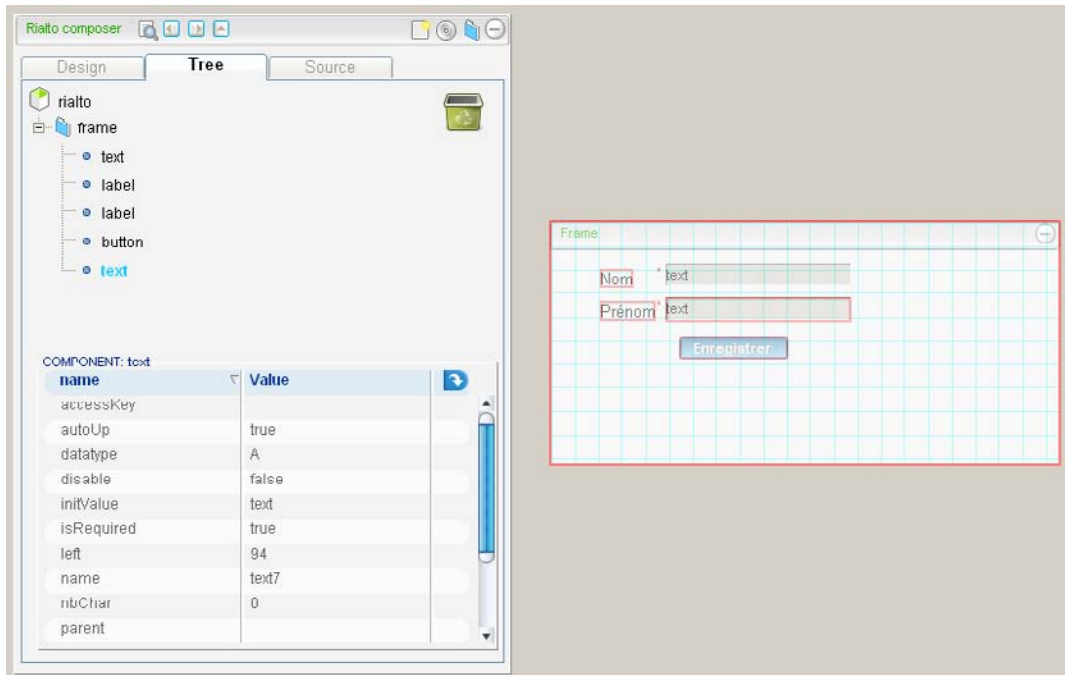 Rialto composer
Design Tree Source
rialto
frame
text
label
label
button
text
COMPONENT: text
name Value
accessKey
autoUp true
datatype A
disable false
initValue text
isRequired true
left 94
name text7
nbChar 0
parent
Frame
Nom * text
Prénom * text
Enregistrer